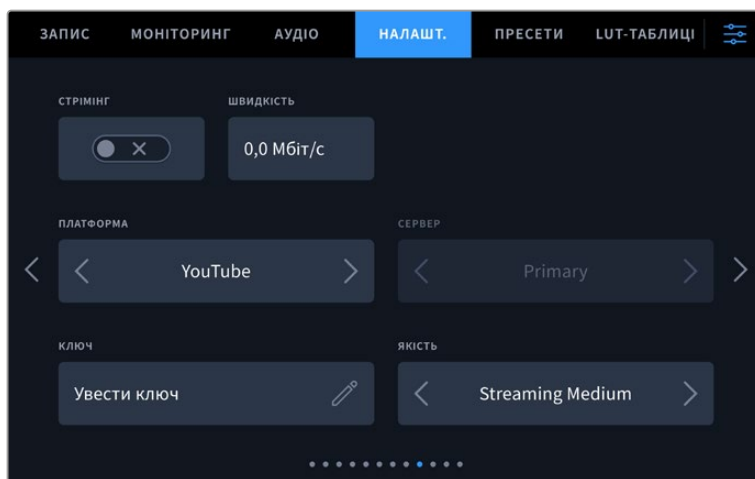 ЗАПИС МОНІТОРИНГ АУДІО НАЛАШТ. ПРЕСЕТИ LUT-ТАБЛИЦІ
СТРІМІНГ ШВИДКІСТЬ
0,0 Мбіт/с
ПЛАТФОРМА СЕРВЕР
YouTube Primary
КЛЮЧ ЯКІСТЬ
Увести ключ Streaming Medium